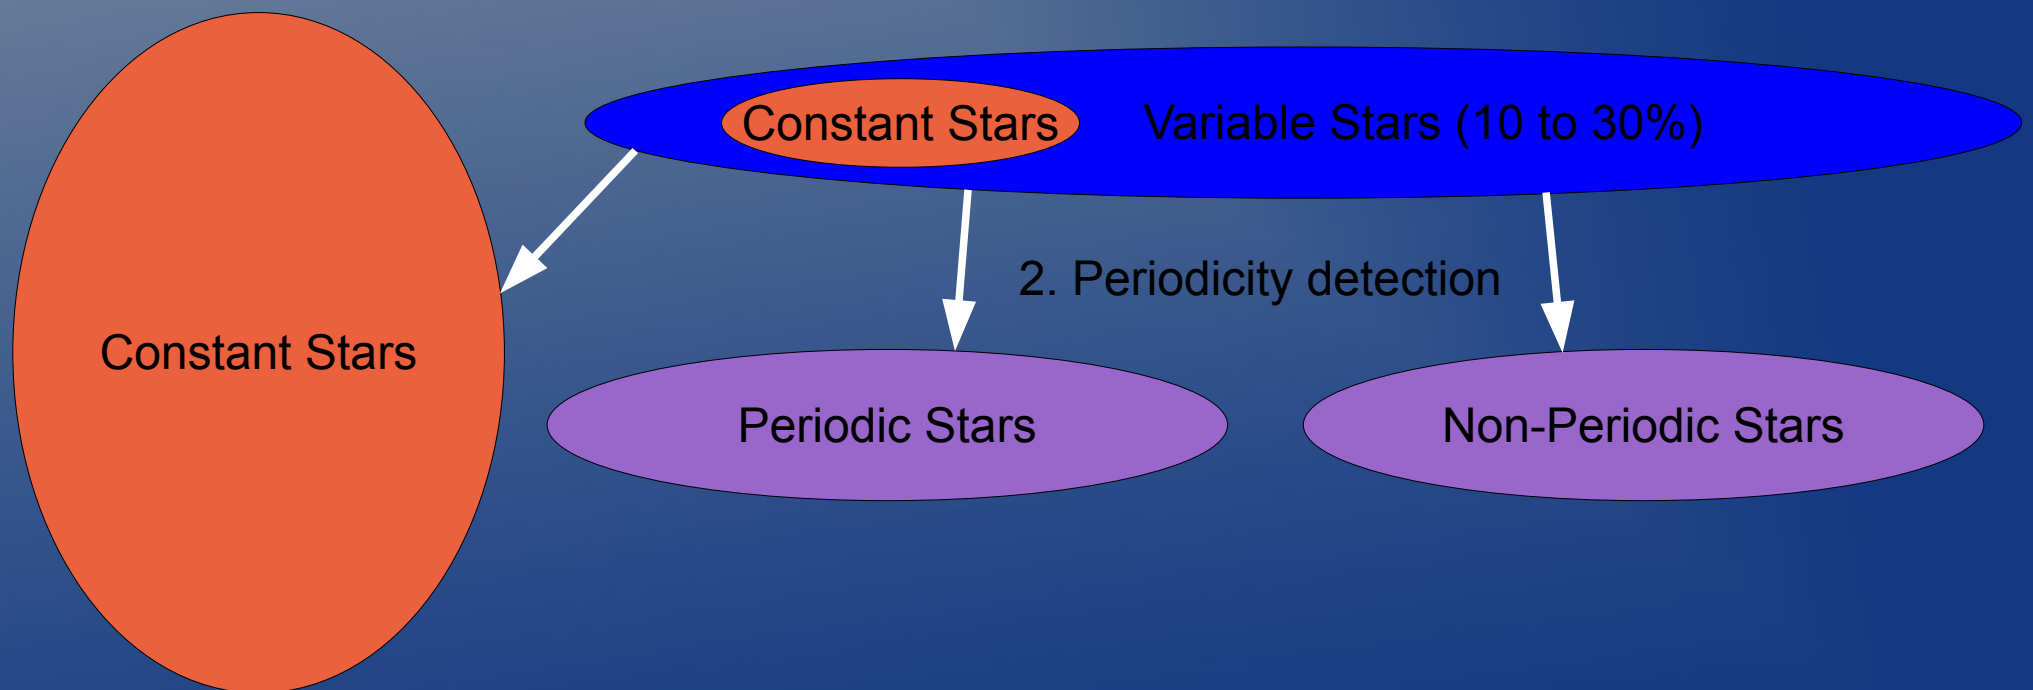 Constant Stars
Variable Stars (10 to 30%)
2. Periodicity detection
Constant Stars
Periodic Stars
Non-Periodic Stars